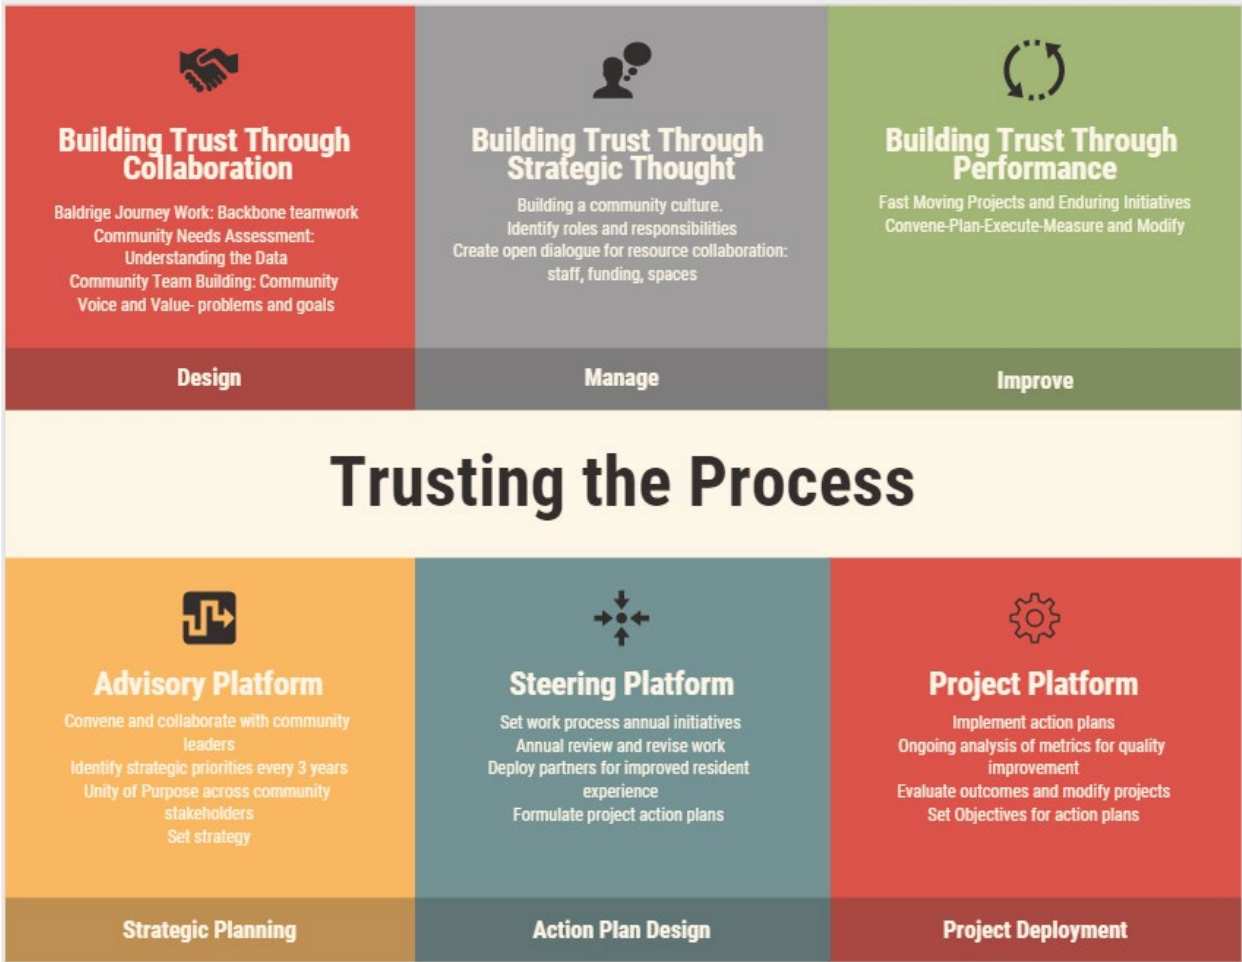 Building Trust Through
Collaboration
Baldrige Journey Work: Backbone teamwork
Community Needs Assessment:
Understanding the Data
Community Team Building: Community
Voice and Value- problems and goals
Design
Building Trust Through
Strategic Thought
Building a community culture.
Identify roles and responsibilities
Create open dialogue for resource collaboration:
staff, funding, spaces
Manage
Building Trust Through
Performance
Fast Moving Projects and Enduring Initiatives
Convene-Plan-Execute-Measure and Modify
Improve
Trusting the Process
Advisory Platform
Convene and collaborate with community
leaders
Identify strategic priorities every 3 years
Unity of Purpose across community
stakeholders
Set strategy
Strategic Planning
Steering Platform
Set work process annual initiatives
Annual review and revise work
Deploy partners for improved resident
experience
Formulate project action plans
Action Plan Design
Project Platform
Implement action plans
Ongoing analysis of metrics for quality
improvement
Evaluate outcomes and modify projects
Set Objectives for action plans
Project Deployment